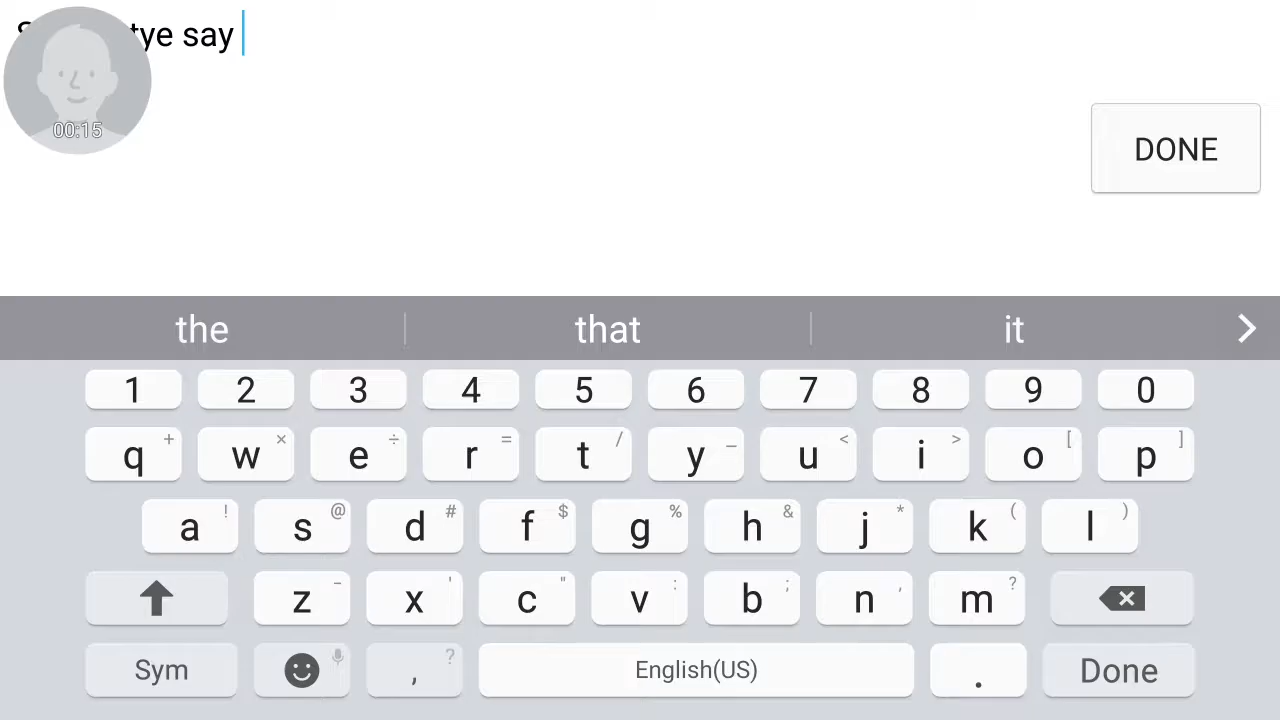 tye say
00:15
DONE
the that it
1 2 3 4 5 6 7 8 9 0
q + w × e ÷ r = t / y _ u < i > o [ p ]
a ! s @ d # f $ g % h & j * k ( l )
z - x ' c " v : b ; n , m ?
Sym , ? English(US) . Done